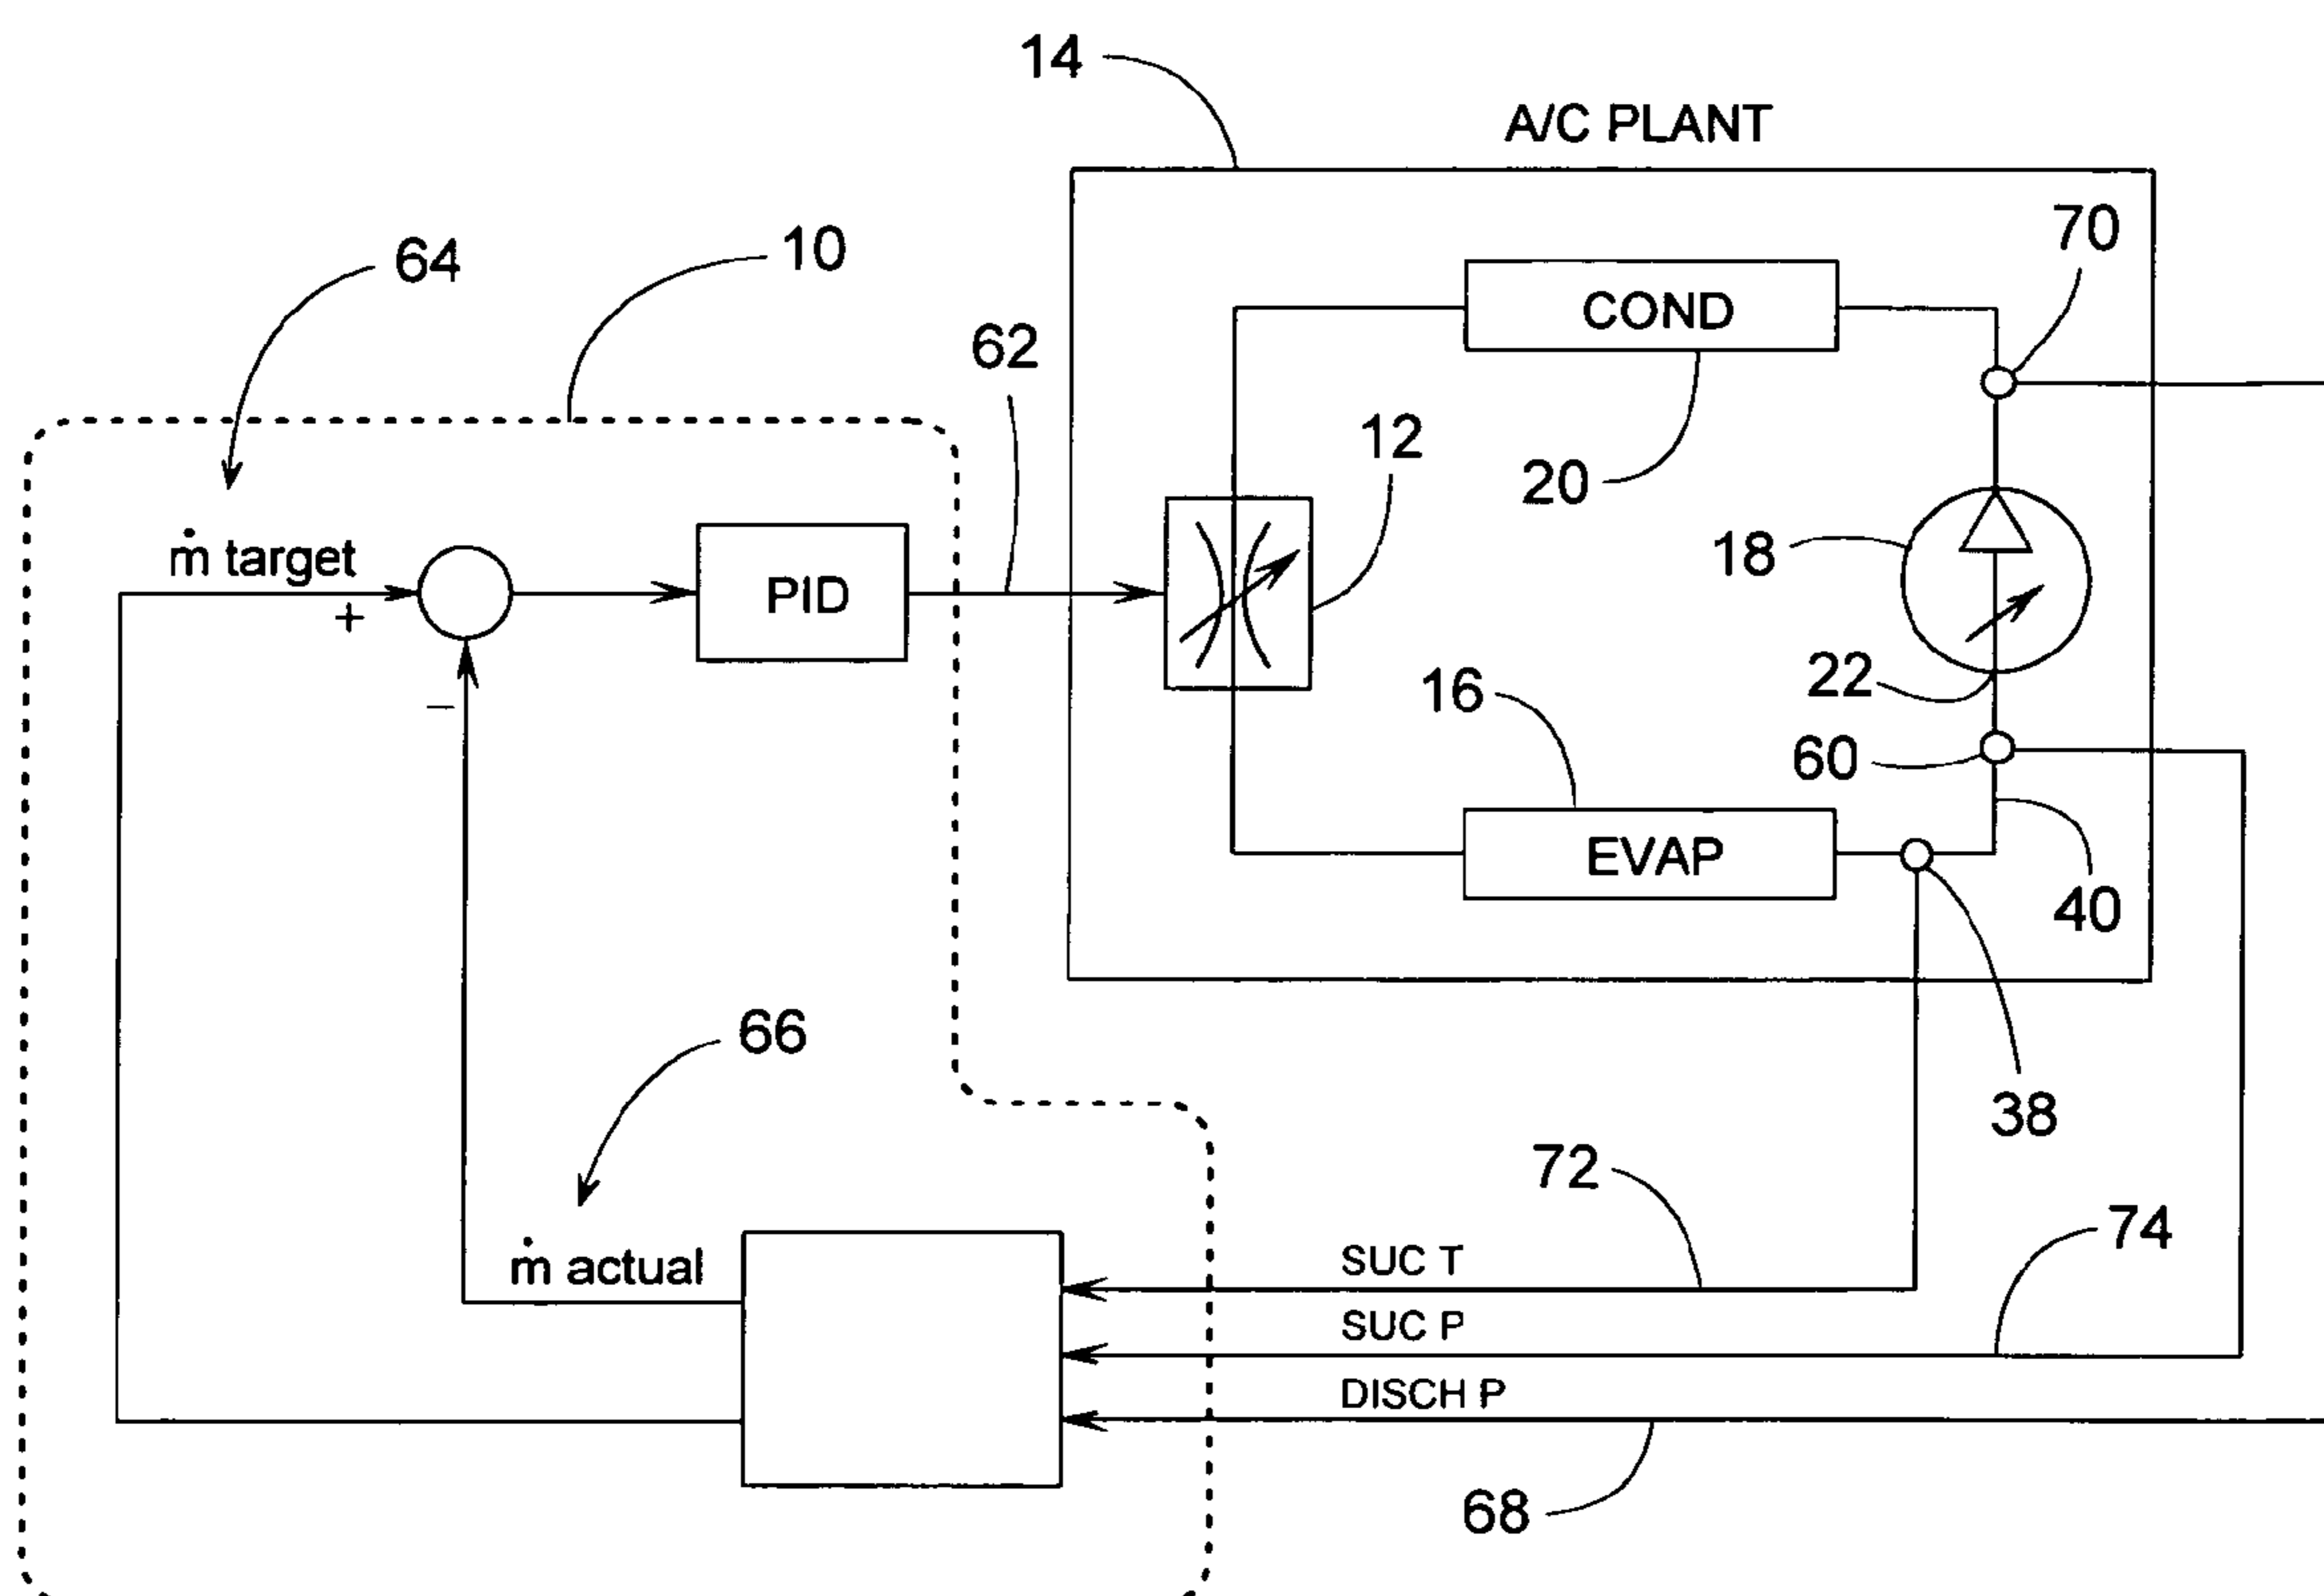 14
A/C PLANT
70
64
10
COND
62
12
20
ṁ target
+
PID
18
16
22
60
−
EVAP
40
66
38
72
74
ṁ actual
SUC T
SUC P
DISCH P
68